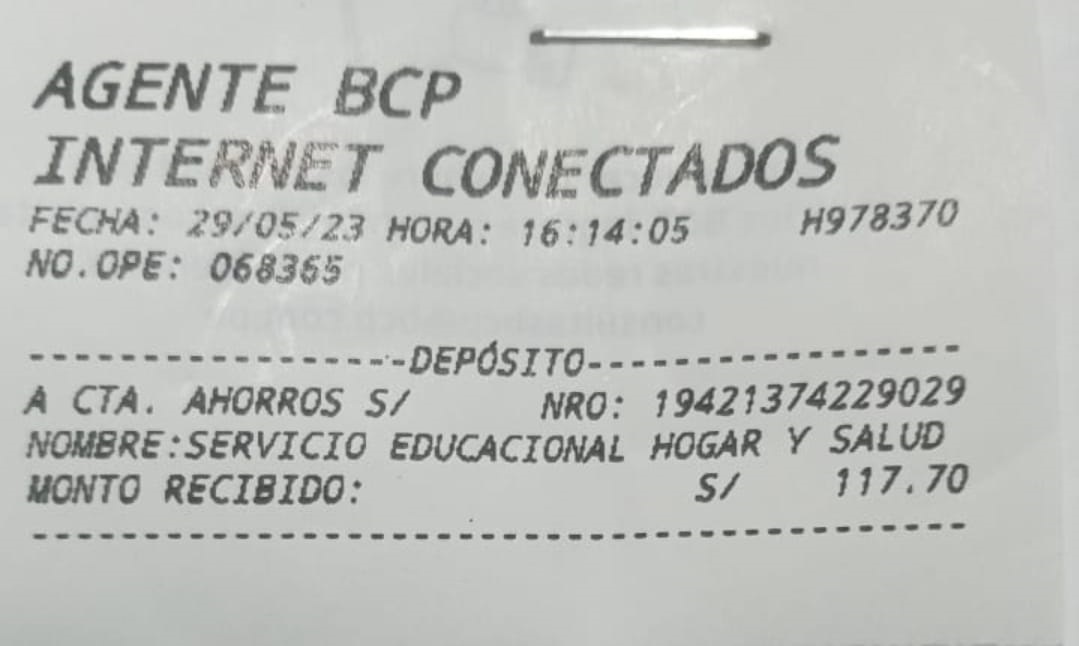 AGENTE BCP
INTERNET CONECTADOS
FECHA: 29/05/23 HORA: 16:14:05 H978370
NO.OPE: 068365
------------------DEPÓSITO------------------
A CTA. AHORROS S/ NRO: 19421374229029
NOMBRE:SERVICIO EDUCACIONAL HOGAR Y SALUD
MONTO RECIBIDO: S/ 117.70
--------------------------------------------